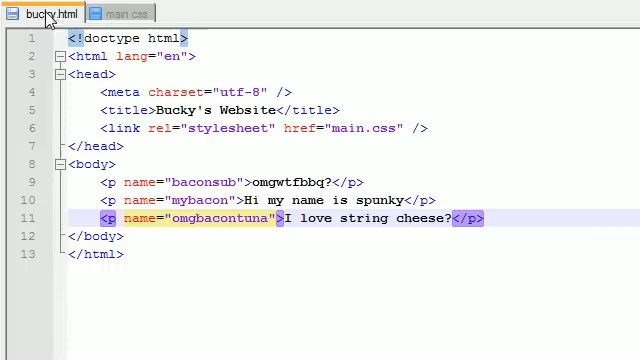 bucky.html main css
1 <!doctype html>
2 <html lang="en">
3 <head>
4 <meta charset="utf-8" />
5 <title>Bucky's Website</title>
6 <link rel="stylesheet" href="main.css" />
7 </head>
8 <body>
9 <p name="baconsub">omgwtfbbq?</p>
10 <p name="mybacon">Hi my name is spunky</p>
11 <p name="omgbacontuna">I love string cheese?</p>
12 </body>
13 </html>